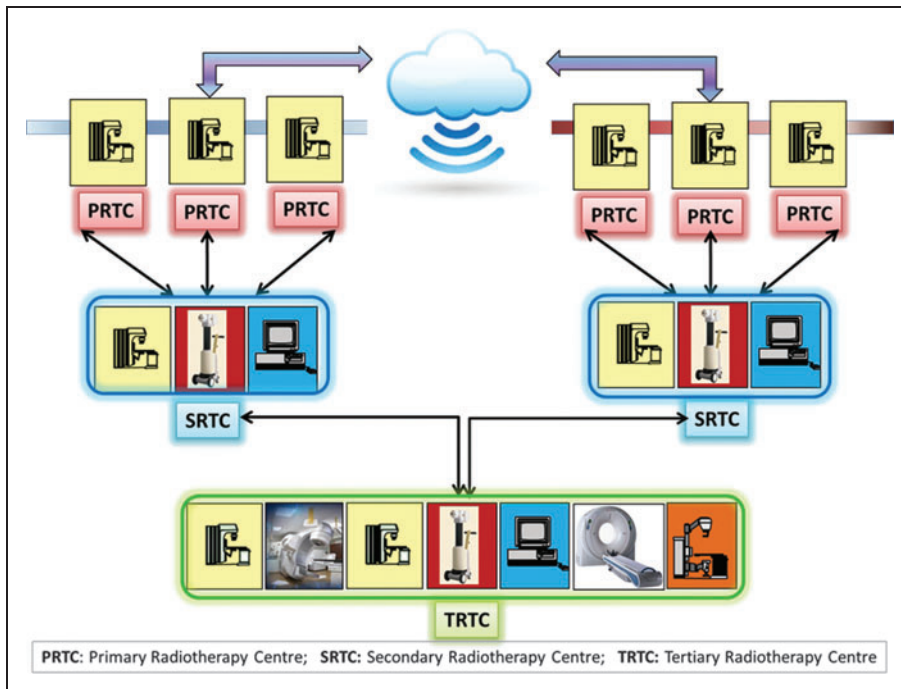 PRTC PRTC PRTC PRTC PRTC PRTC
SRTC SRTC
TRTC
PRTC: Primary Radiotherapy Centre; SRTC: Secondary Radiotherapy Centre; TRTC: Tertiary Radiotherapy Centre